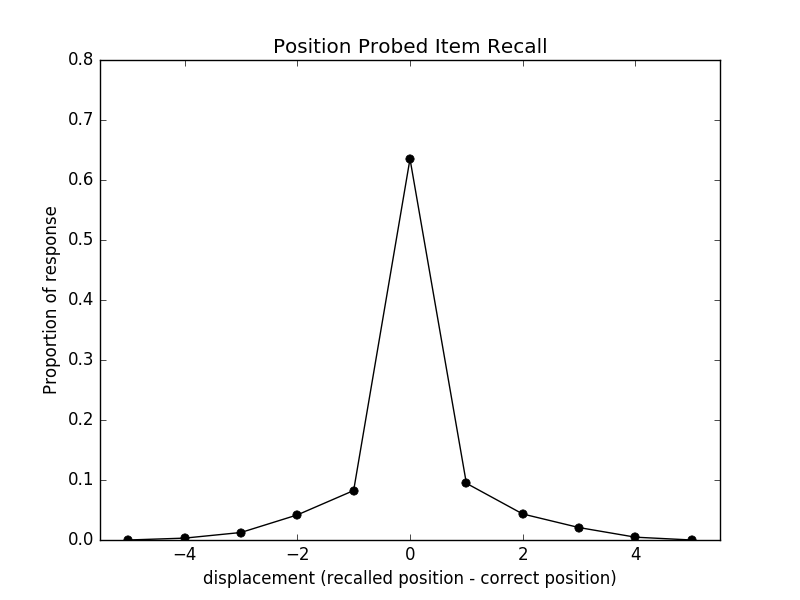 Position Probed Item Recall
0.8
0.7
0.6
0.5
0.4
0.3
0.2
0.1
0.0
Proportion of response
−4 −2 0 2 4
displacement (recalled position - correct position)